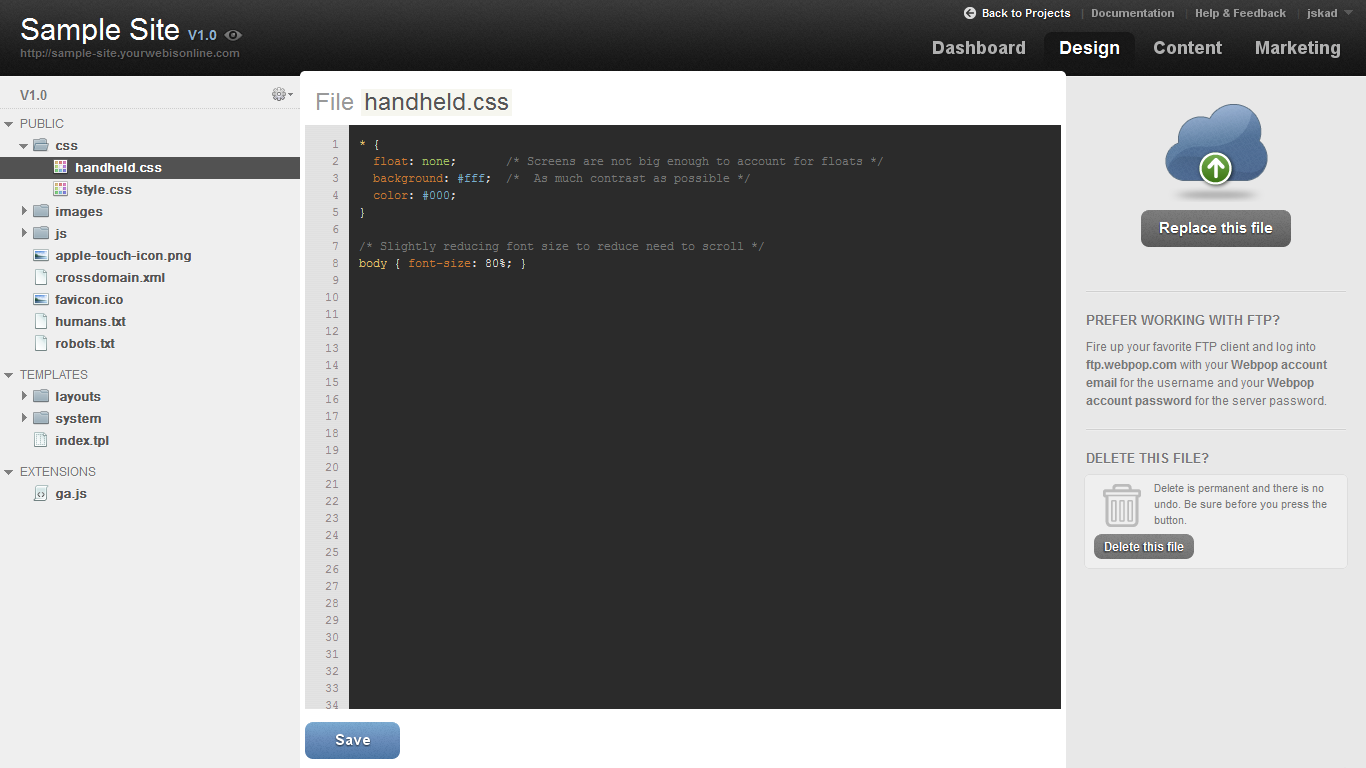 Sample Site V1.0
http://sample-site.yourwebisonline.com
Back to Projects | Documentation | Help & Feedback | jskad
Dashboard Design Content Marketing
V1.0
PUBLIC
css
handheld.css
style.css
images
js
apple-touch-icon.png
crossdomain.xml
favicon.ico
humans.txt
robots.txt
TEMPLATES
layouts
system
index.tpl
EXTENSIONS
ga.js
File handheld.css
1 * {
2 float: none; /* Screens are not big enough to account for floats */
3 background: #fff; /* As much contrast as possible */
4 color: #000;
5 }
6
7 /* Slightly reducing font size to reduce need to scroll */
8 body { font-size: 80%; }
9
10
11
12
13
14
15
16
17
18
19
20
21
22
23
24
25
26
27
28
29
30
31
32
33
34
Save
Replace this file
PREFER WORKING WITH FTP?
Fire up your favorite FTP client and log into
ftp.webpop.com with your Webpop account
email for the username and your Webpop
account password for the server password.
DELETE THIS FILE?
Delete is permanent and there is no
undo. Be sure before you press the
button.
Delete this file